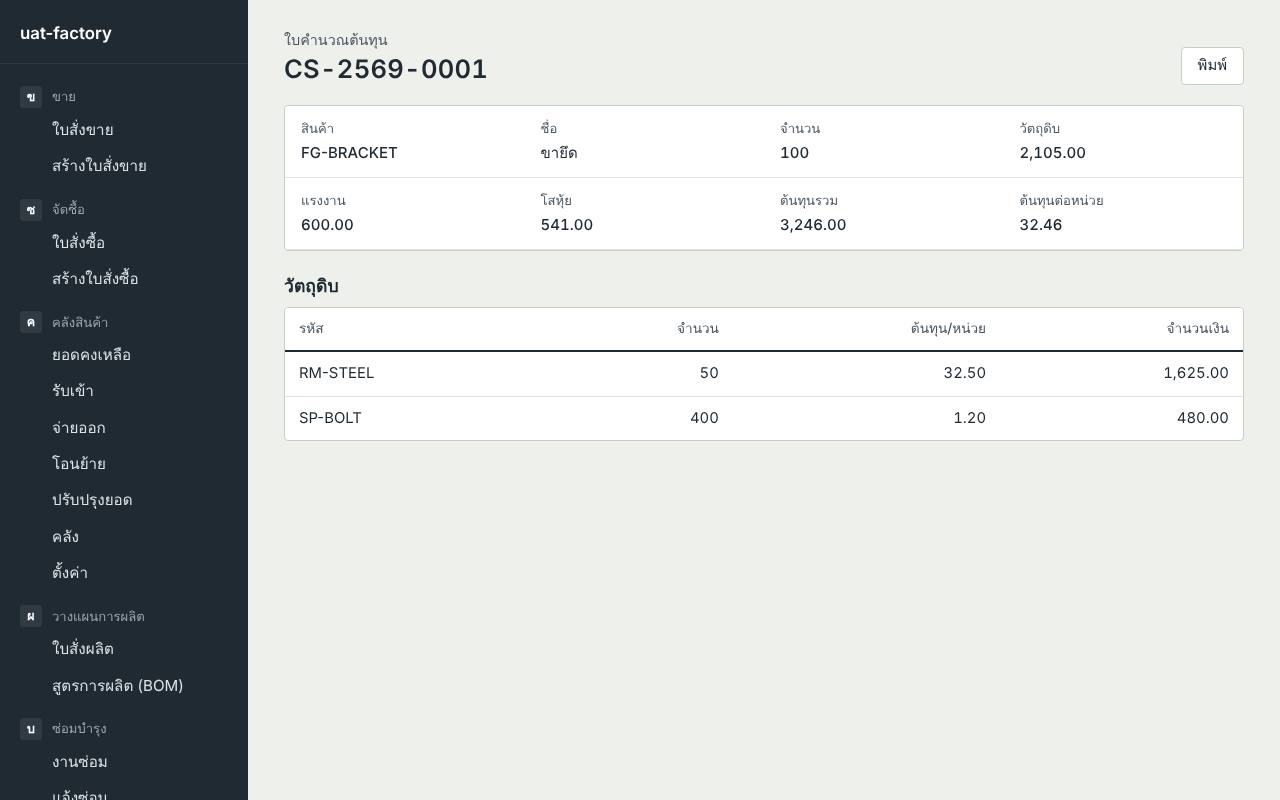 uat-factory
ข ขาย
ใบสั่งขาย
สร้างใบสั่งขาย
ซ จัดซื้อ
ใบสั่งซื้อ
สร้างใบสั่งซื้อ
ค คลังสินค้า
ยอดคงเหลือ
รับเข้า
จ่ายออก
โอนย้าย
ปรับปรุงยอด
คลัง
ตั้งค่า
ผ วางแผนการผลิต
ใบสั่งผลิต
สูตรการผลิต (BOM)
บ ซ่อมบำรุง
งานซ่อม
แจ้งซ่อม
ใบคำนวณต้นทุน
CS-2569-0001
พิมพ์
สินค้า ชื่อ จำนวน วัตถุดิบ
FG-BRACKET ขายึด 100 2,105.00
แรงงาน โสหุ้ย ต้นทุนรวม ต้นทุนต่อหน่วย
600.00 541.00 3,246.00 32.46
วัตถุดิบ
รหัส จำนวน ต้นทุน/หน่วย จำนวนเงิน
RM-STEEL 50 32.50 1,625.00
SP-BOLT 400 1.20 480.00